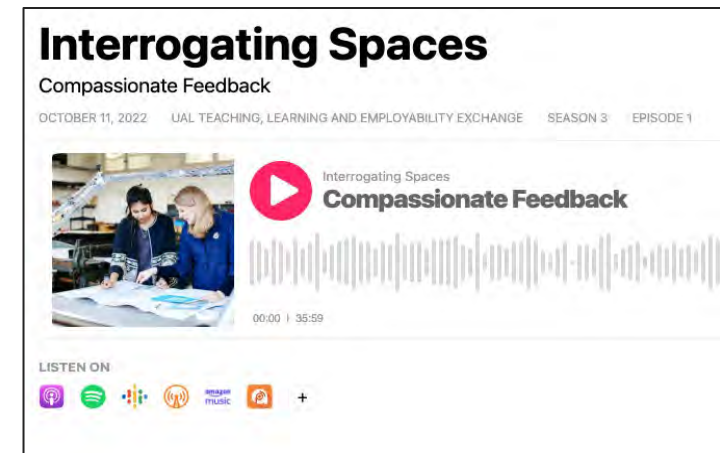 Interrogating Spaces
Compassionate Feedback
OCTOBER 11, 2022 UAL TEACHING, LEARNING AND EMPLOYABILITY EXCHANGE SEASON 3 EPISODE 1
Interrogating Spaces
Compassionate Feedback
00:00 | 35:59
LISTEN ON
amazon music
+